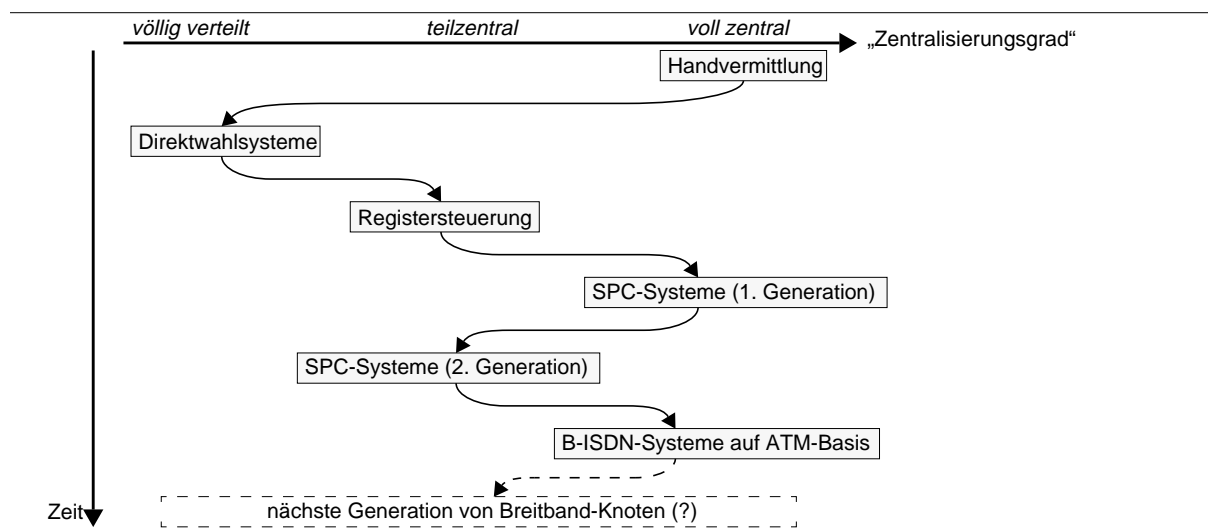 völlig verteilt teilzentral voll zentral
„Zentralisierungsgrad“
Handvermittlung
Direktwahlsysteme
Registersteuerung
SPC-Systeme (1. Generation)
SPC-Systeme (2. Generation)
B-ISDN-Systeme auf ATM-Basis
Zeit nächste Generation von Breitband-Knoten (?)